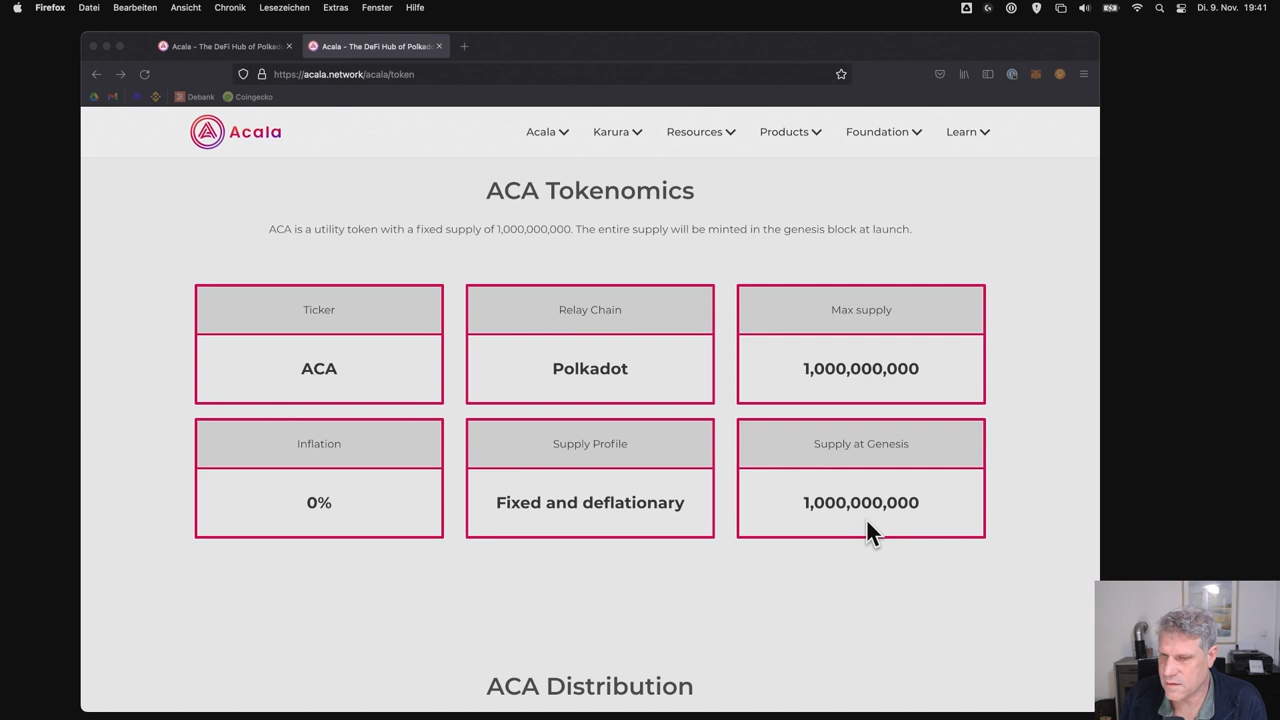 Firefox Datei Bearbeiten Ansicht Chronik Lesezeichen Extras Fenster Hilfe Di. 9. Nov. 19:41
Acala - The DeFi Hub of Polkad Acala - The DeFi Hub of Polkad
https://acala.network/acala/token
Debank Coingecko
Acala Acala Karura Resources Products Foundation Learn
ACA Tokenomics
ACA is a utility token with a fixed supply of 1,000,000,000. The entire supply will be minted in the genesis block at launch.
Ticker Relay Chain Max supply
ACA Polkadot 1,000,000,000
Inflation Supply Profile Supply at Genesis
0% Fixed and deflationary 1,000,000,000
ACA Distribution